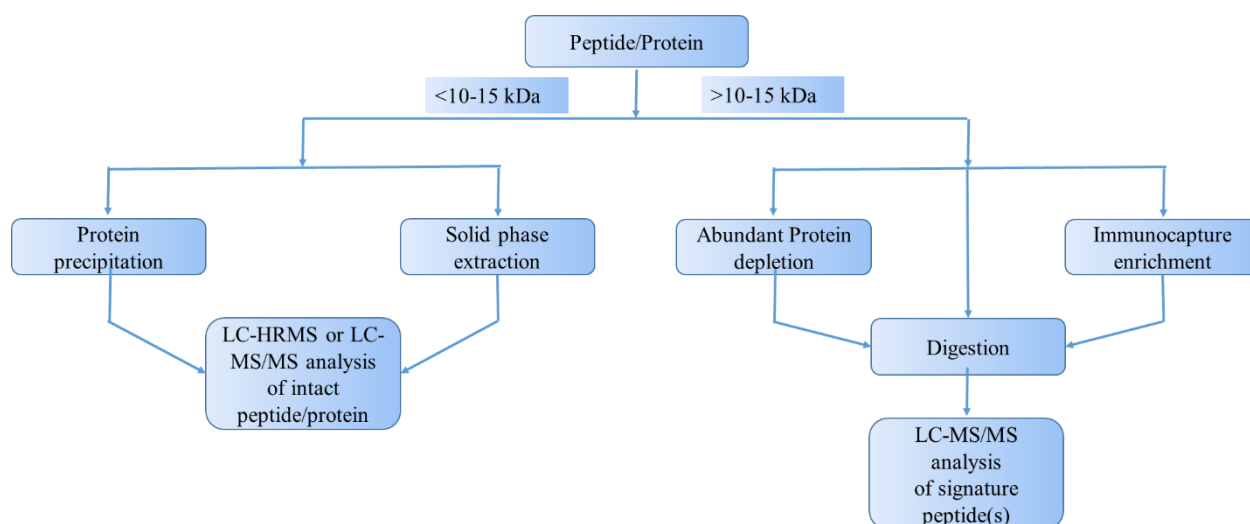 Peptide/Protein
<10-15 kDa
>10-15 kDa
Protein
precipitation
Solid phase
extraction
Abundant Protein
depletion
Immunocapture
enrichment
LC-HRMS or LC-
MS/MS analysis
of intact
peptide/protein
Digestion
LC-MS/MS
analysis
of signature
peptide(s)